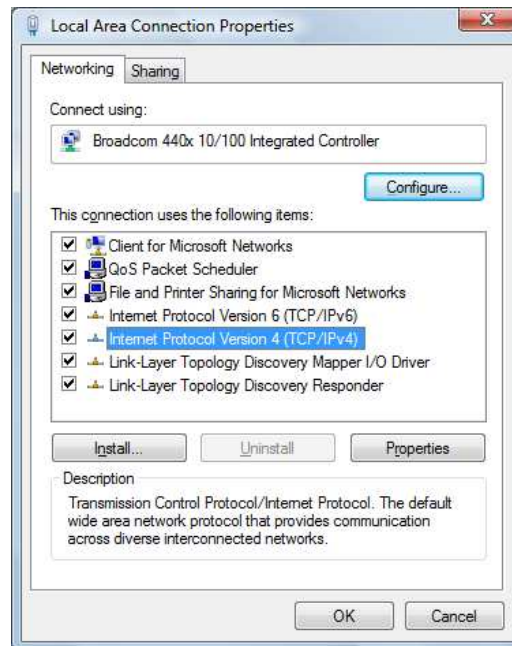 Local Area Connection Properties
Networking
Sharing
Connect using:
Broadcom 440x 10/100 Integrated Controller
Configure...
This connection uses the following items:
Client for Microsoft Networks
QoS Packet Scheduler
File and Printer Sharing for Microsoft Networks
Internet Protocol Version 6 (TCP/IPv6)
Internet Protocol Version 4 (TCP/IPv4)
Link-Layer Topology Discovery Mapper I/O Driver
Link-Layer Topology Discovery Responder
Install...
Uninstall
Properties
Description
Transmission Control Protocol/Internet Protocol. The default
wide area network protocol that provides communication
across diverse interconnected networks.
OK
Cancel